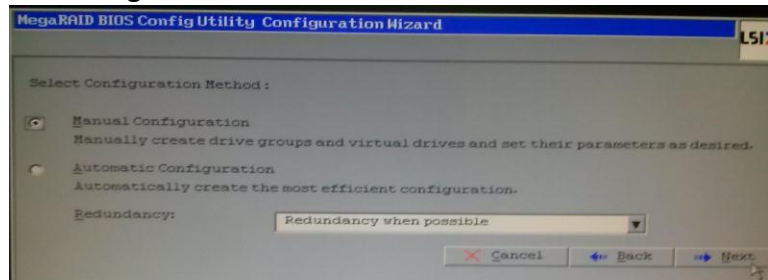 MegaRAID BIOS Config Utility Configuration Wizard
LSI
Select Configuration Method:
Manual Configuration
Manually create drive groups and virtual drives and set their parameters as desired.
Automatic Configuration
Automatically create the most efficient configuration.
Redundancy: Redundancy when possible
Cancel Back Next